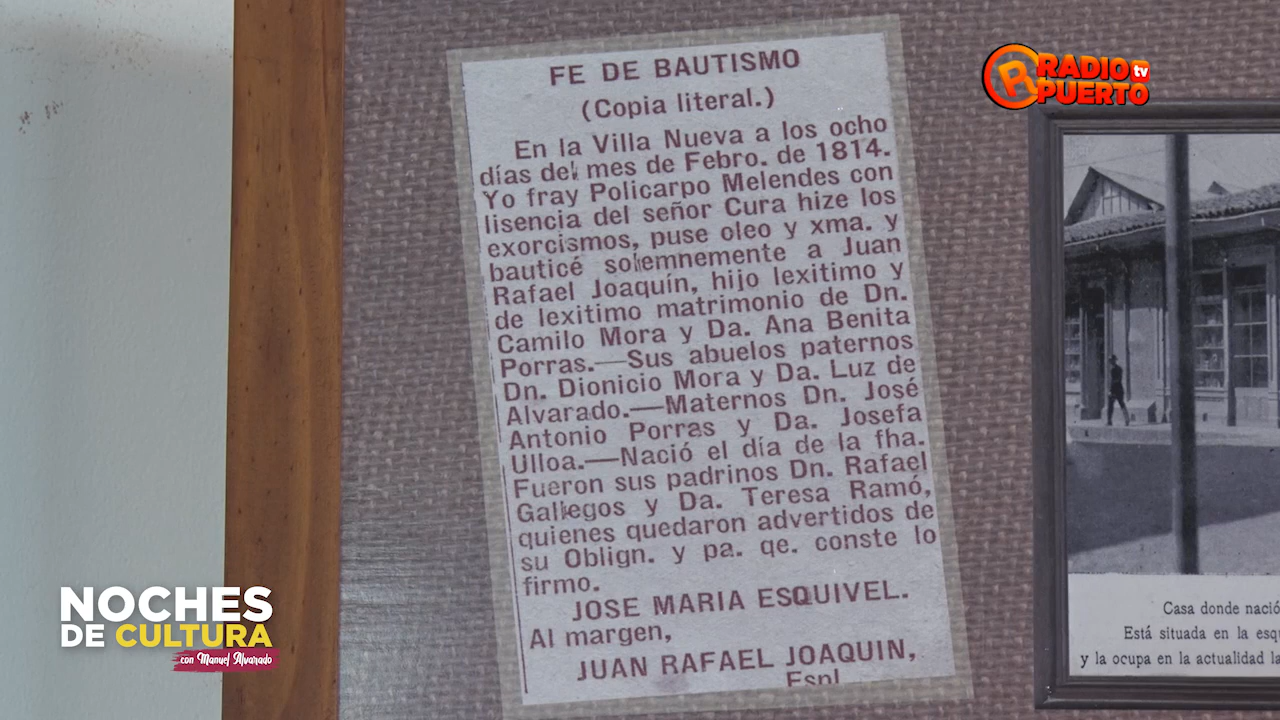 FE DE BAUTISMO
(Copia literal.)
En la Villa Nueva a los ocho
días del mes de Febro. de 1814.
Yo fray Policarpo Melendes con
lisencia del señor Cura hize los
exorcismos, puse oleo y xma. y
bauticé solemnemente a Juan
Rafael Joaquín, hijo lexitimo y
de lexitimo matrimonio de Dn.
Camilo Mora y Da. Ana Benita
Porras.—Sus abuelos paternos
Dn. Dionicio Mora y Da. Luz de
Alvarado.—Maternos Dn. José
Antonio Porras y Da. Josefa
Ulloa.—Nació el día de la fha.
Fueron sus padrinos Dn. Rafael
Gallegos y Da. Teresa Ramó,
quienes quedaron advertidos de
su Oblign. y pa. qe. conste lo
firmo.
JOSE MARIA ESQUIVEL.
Al margen,
JUAN RAFAEL JOAQUIN,
Espl
RADIO tv
PUERTO
Casa donde nació
Está situada en la esq
y la ocupa en la actualidad la
NOCHES
DE CULTURA
con Manuel Alvarado